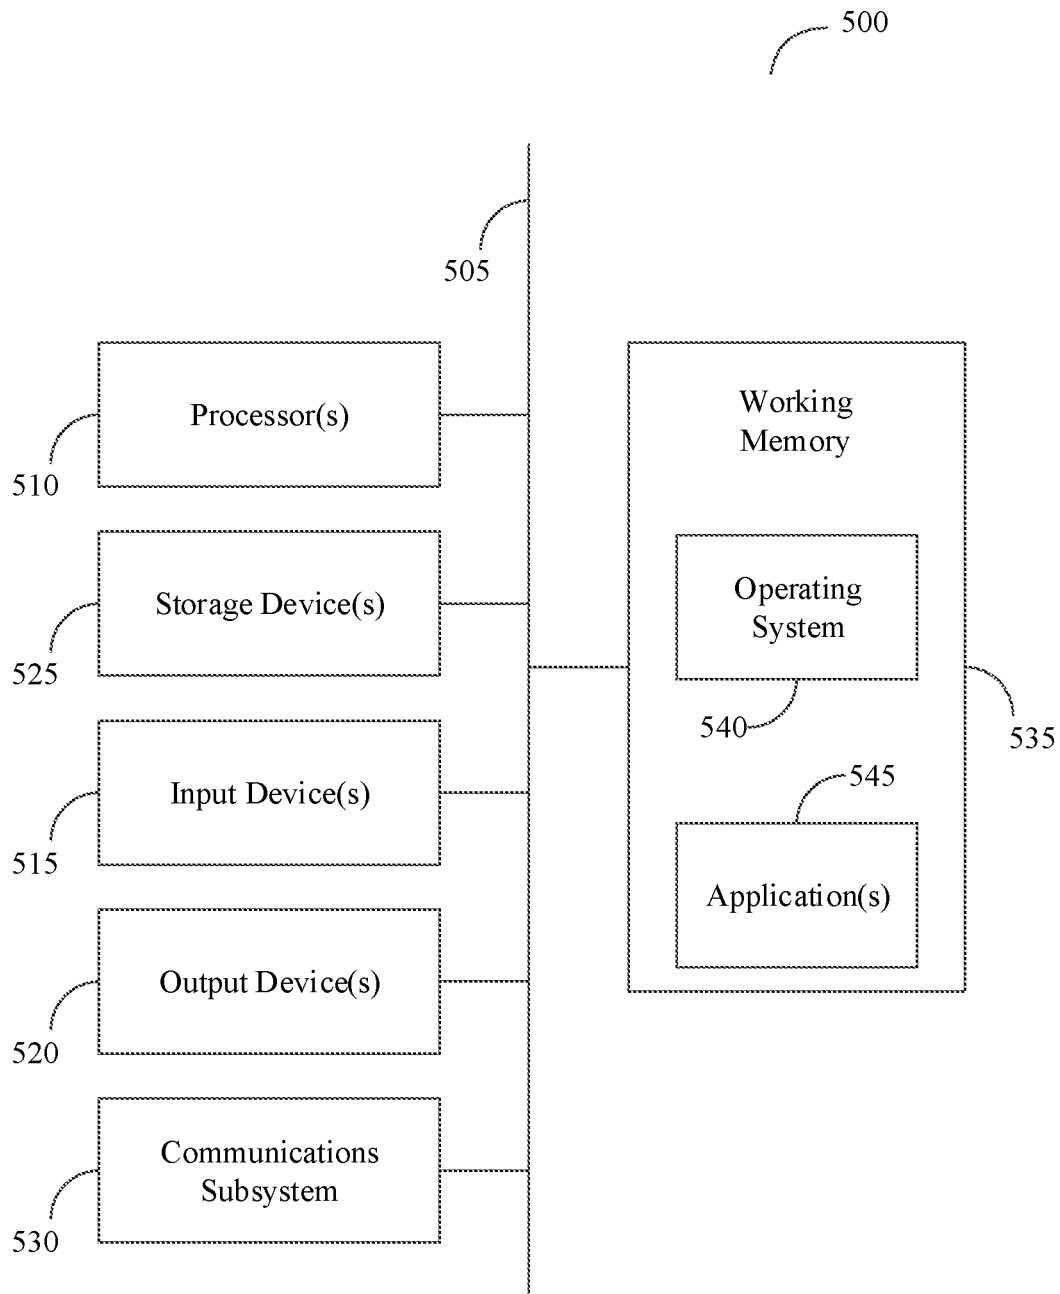 500
505
Processor(s)
510
Storage Device(s)
525
Input Device(s)
515
Output Device(s)
520
Communications
Subsystem
530
Working
Memory
Operating
System
540
535
545
Application(s)